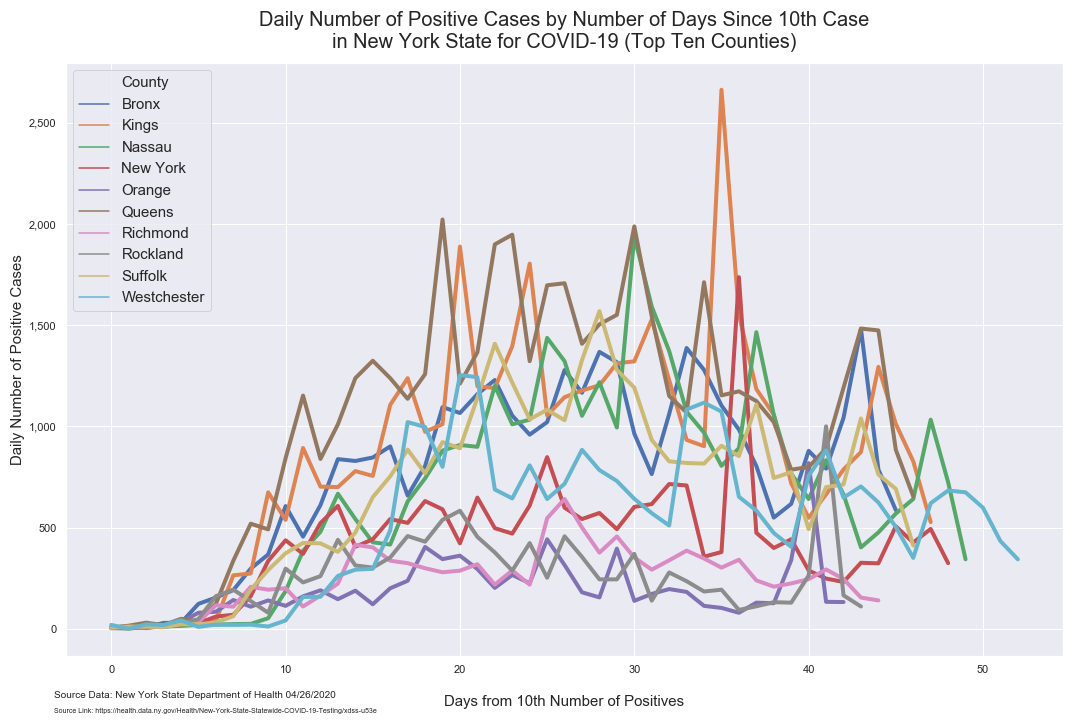 Daily Number of Positive Cases by Number of Days Since 10th Case
in New York State for COVID-19 (Top Ten Counties)
County
Bronx
Kings
Nassau
New York
Orange
Queens
Richmond
Rockland
Suffolk
Westchester
Daily Number of Positive Cases
2,500
2,000
1,500
1,000
500
0
0
10
20
30
40
50
Days from 10th Number of Positives
Source Data: New York State Department of Health 04/26/2020
Source Link: https://health.data.ny.gov/Health/New-York-State-Statewide-COVID-19-Testing/xdss-u53e